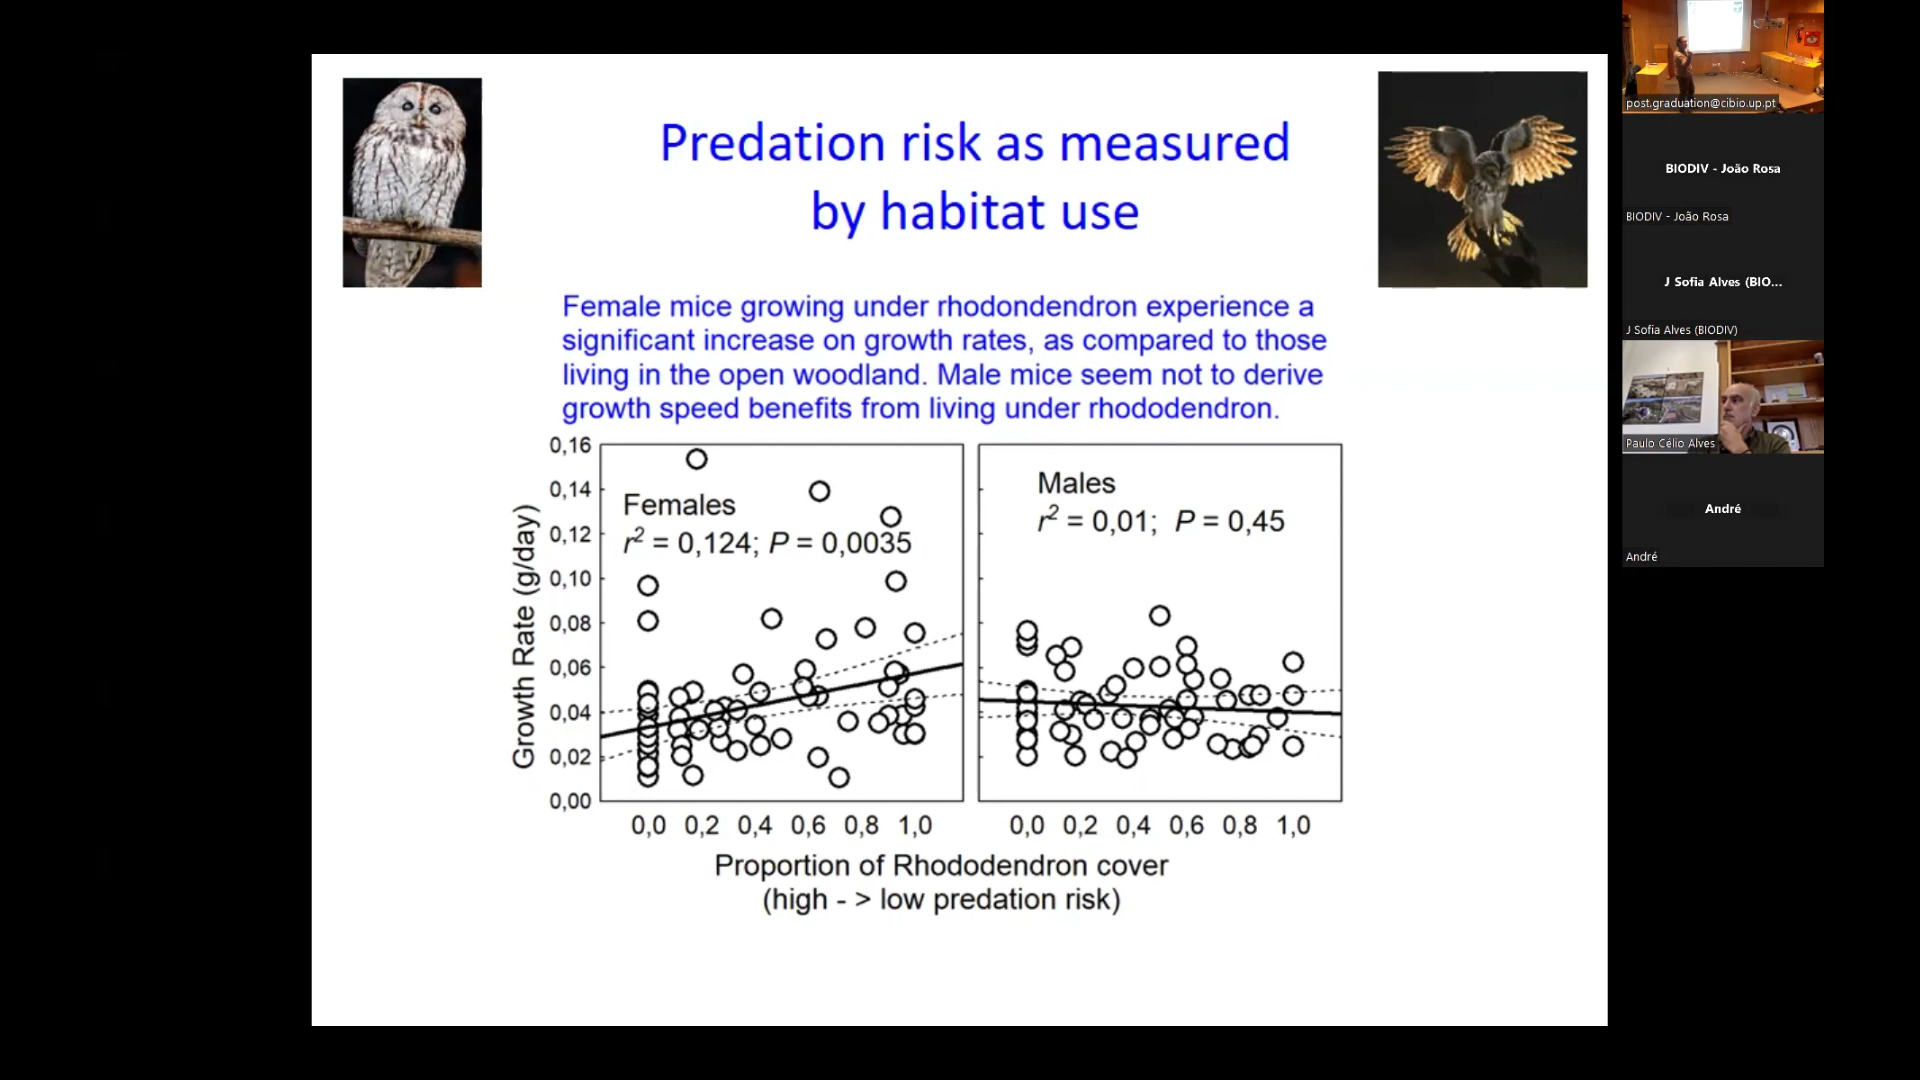 Predation risk as measured
by habitat use
Female mice growing under rhodondendron experience a
significant increase on growth rates, as compared to those
living in the open woodland. Male mice seem not to derive
growth speed benefits from living under rhododendron.
Growth Rate (g/day)
0,16
0,14
0,12
0,10
0,08
0,06
0,04
0,02
0,00
Females
r² = 0,124; P = 0,0035
Males
r² = 0,01; P = 0,45
0,0 0,2 0,4 0,6 0,8 1,0
0,0 0,2 0,4 0,6 0,8 1,0
Proportion of Rhododendron cover
(high - > low predation risk)
post.graduation@cibio.up.pt
BIODIV - João Rosa
BIODIV - João Rosa
J Sofia Alves (BIO...
J Sofia Alves (BIODIV)
Paulo Célio Alves
André
André